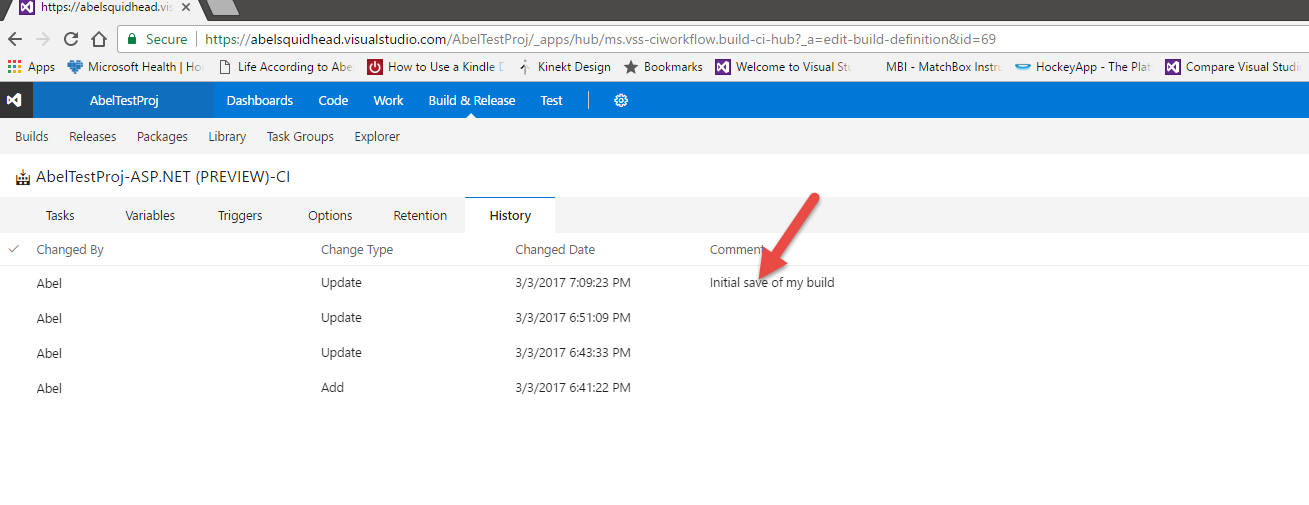 https://abelsquidhead.vis
Secure https://abelsquidhead.visualstudio.com/AbelTestProj/_apps/hub/ms.vss-ciworkflow.build-ci-hub?_a=edit-build-definition&id=69
Apps Microsoft Health | Ho Life According to Abe How to Use a Kindle D Kinekt Design Bookmarks Welcome to Visual Stu MBI - MatchBox Instru HockeyApp - The Plat Compare Visual Studi
AbelTestProj Dashboards Code Work Build & Release Test
Builds Releases Packages Library Task Groups Explorer
AbelTestProj-ASP.NET (PREVIEW)-CI
Tasks Variables Triggers Options Retention History
Changed By Change Type Changed Date Comment
Abel Update 3/3/2017 7:09:23 PM Initial save of my build
Abel Update 3/3/2017 6:51:09 PM
Abel Update 3/3/2017 6:43:33 PM
Abel Add 3/3/2017 6:41:22 PM